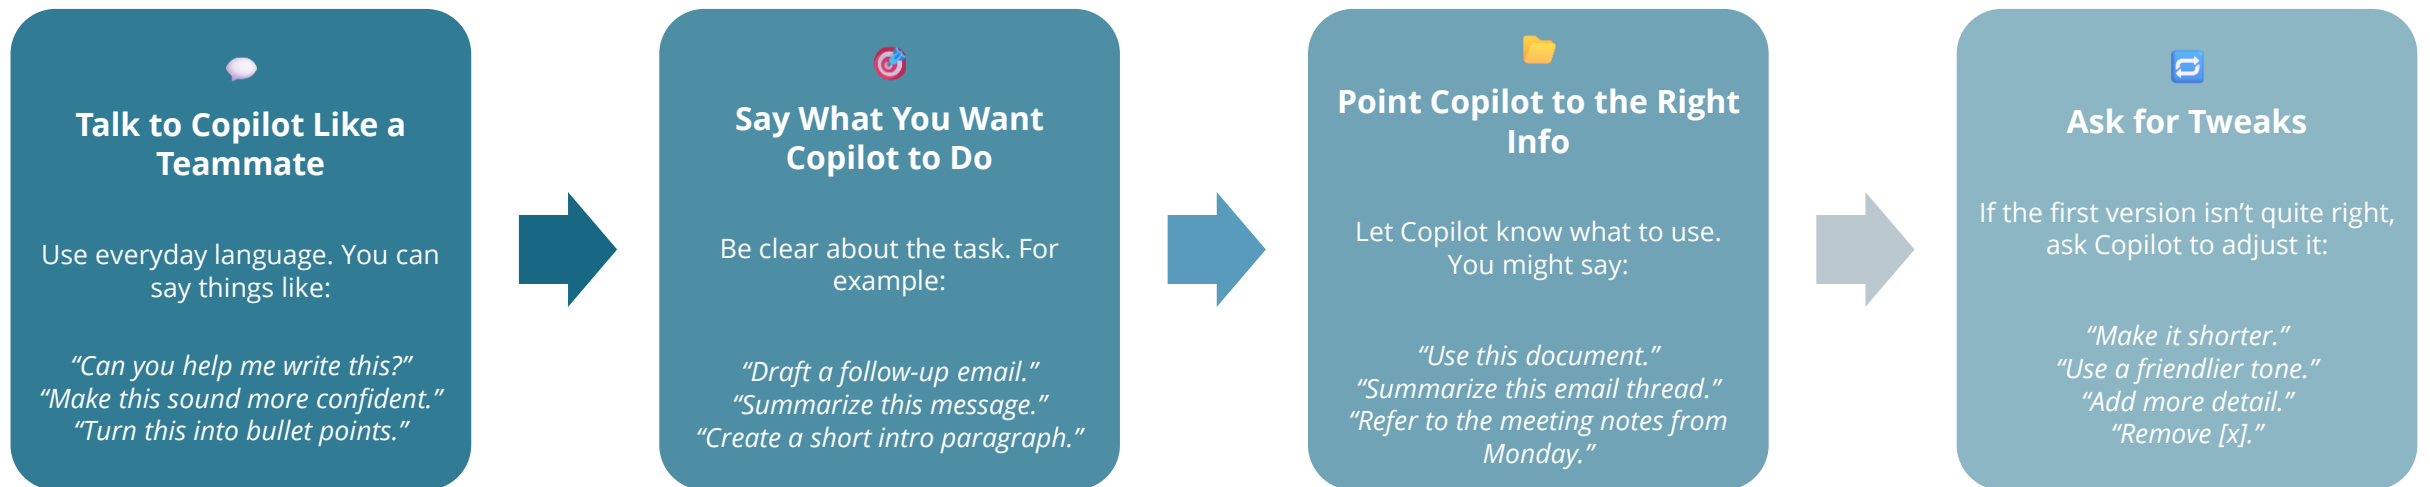 Talk to Copilot Like a
Teammate
Use everyday language. You can
say things like:
“Can you help me write this?”
“Make this sound more confident.”
“Turn this into bullet points.”
Say What You Want
Copilot to Do
Be clear about the task. For
example:
“Draft a follow-up email.”
“Summarize this message.”
“Create a short intro paragraph.”
Point Copilot to the Right
Info
Let Copilot know what to use.
You might say:
“Use this document.”
“Summarize this email thread.”
“Refer to the meeting notes from
Monday.”
Ask for Tweaks
If the first version isn’t quite right,
ask Copilot to adjust it:
“Make it shorter.”
“Use a friendlier tone.”
“Add more detail.”
“Remove [x].”